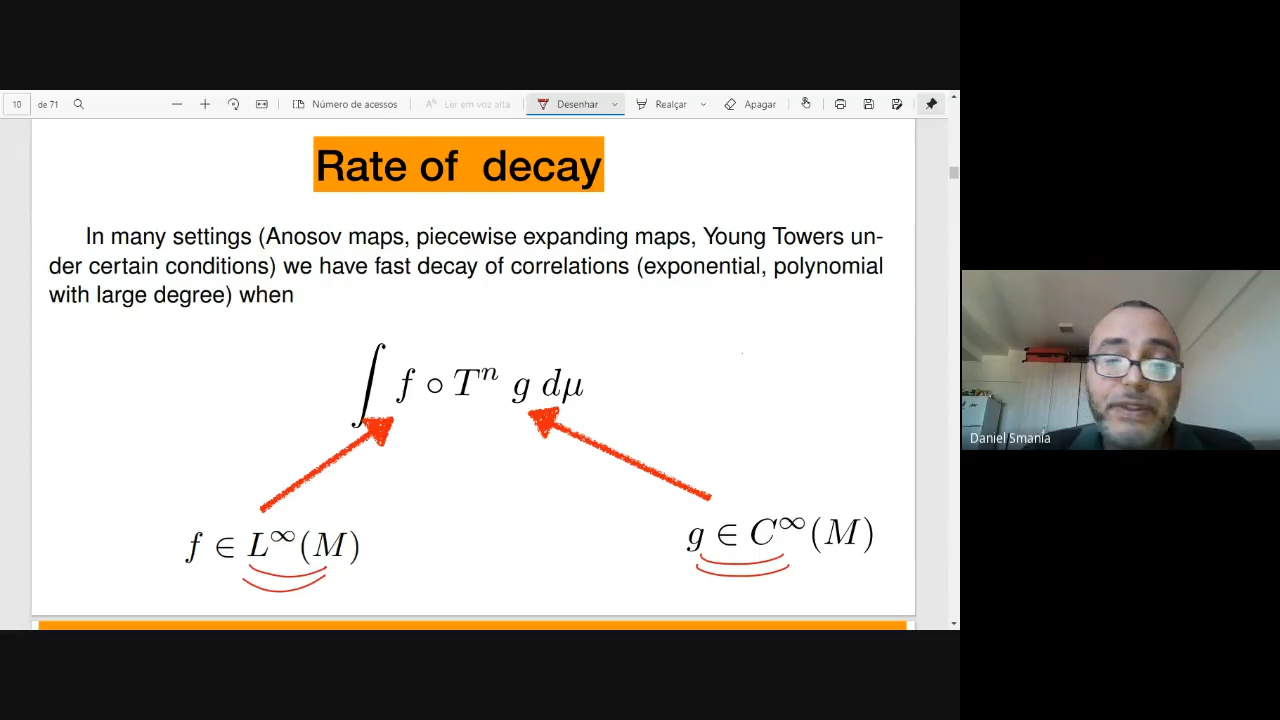 10 de 71 Número de acessos Ler em voz alta Desenhar Realçar Apagar
Rate of decay
In many settings (Anosov maps, piecewise expanding maps, Young Towers un-
der certain conditions) we have fast decay of correlations (exponential, polynomial
with large degree) when
∫ f ∘ Tⁿ g dμ
f ∈ L^∞(M)
g ∈ C^∞(M)
Daniel Smania